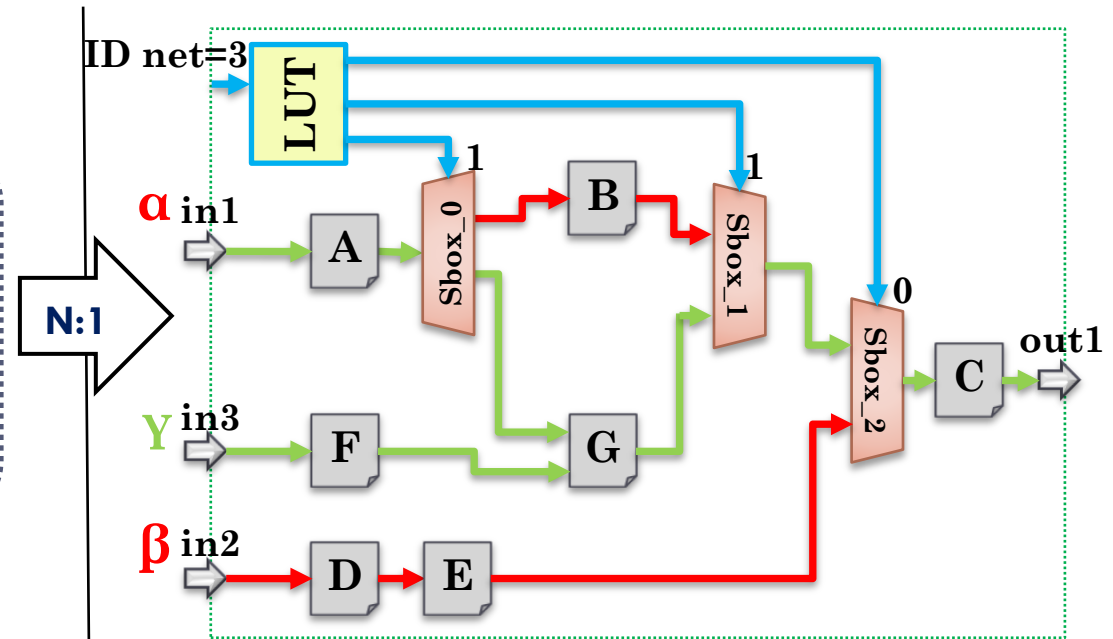 ID net=3
LUT
1
1
0
α in1
A
Sbox_0
B
Sbox_1
Sbox_2
C
out1
N:1
γ in3
F
G
β in2
D
E